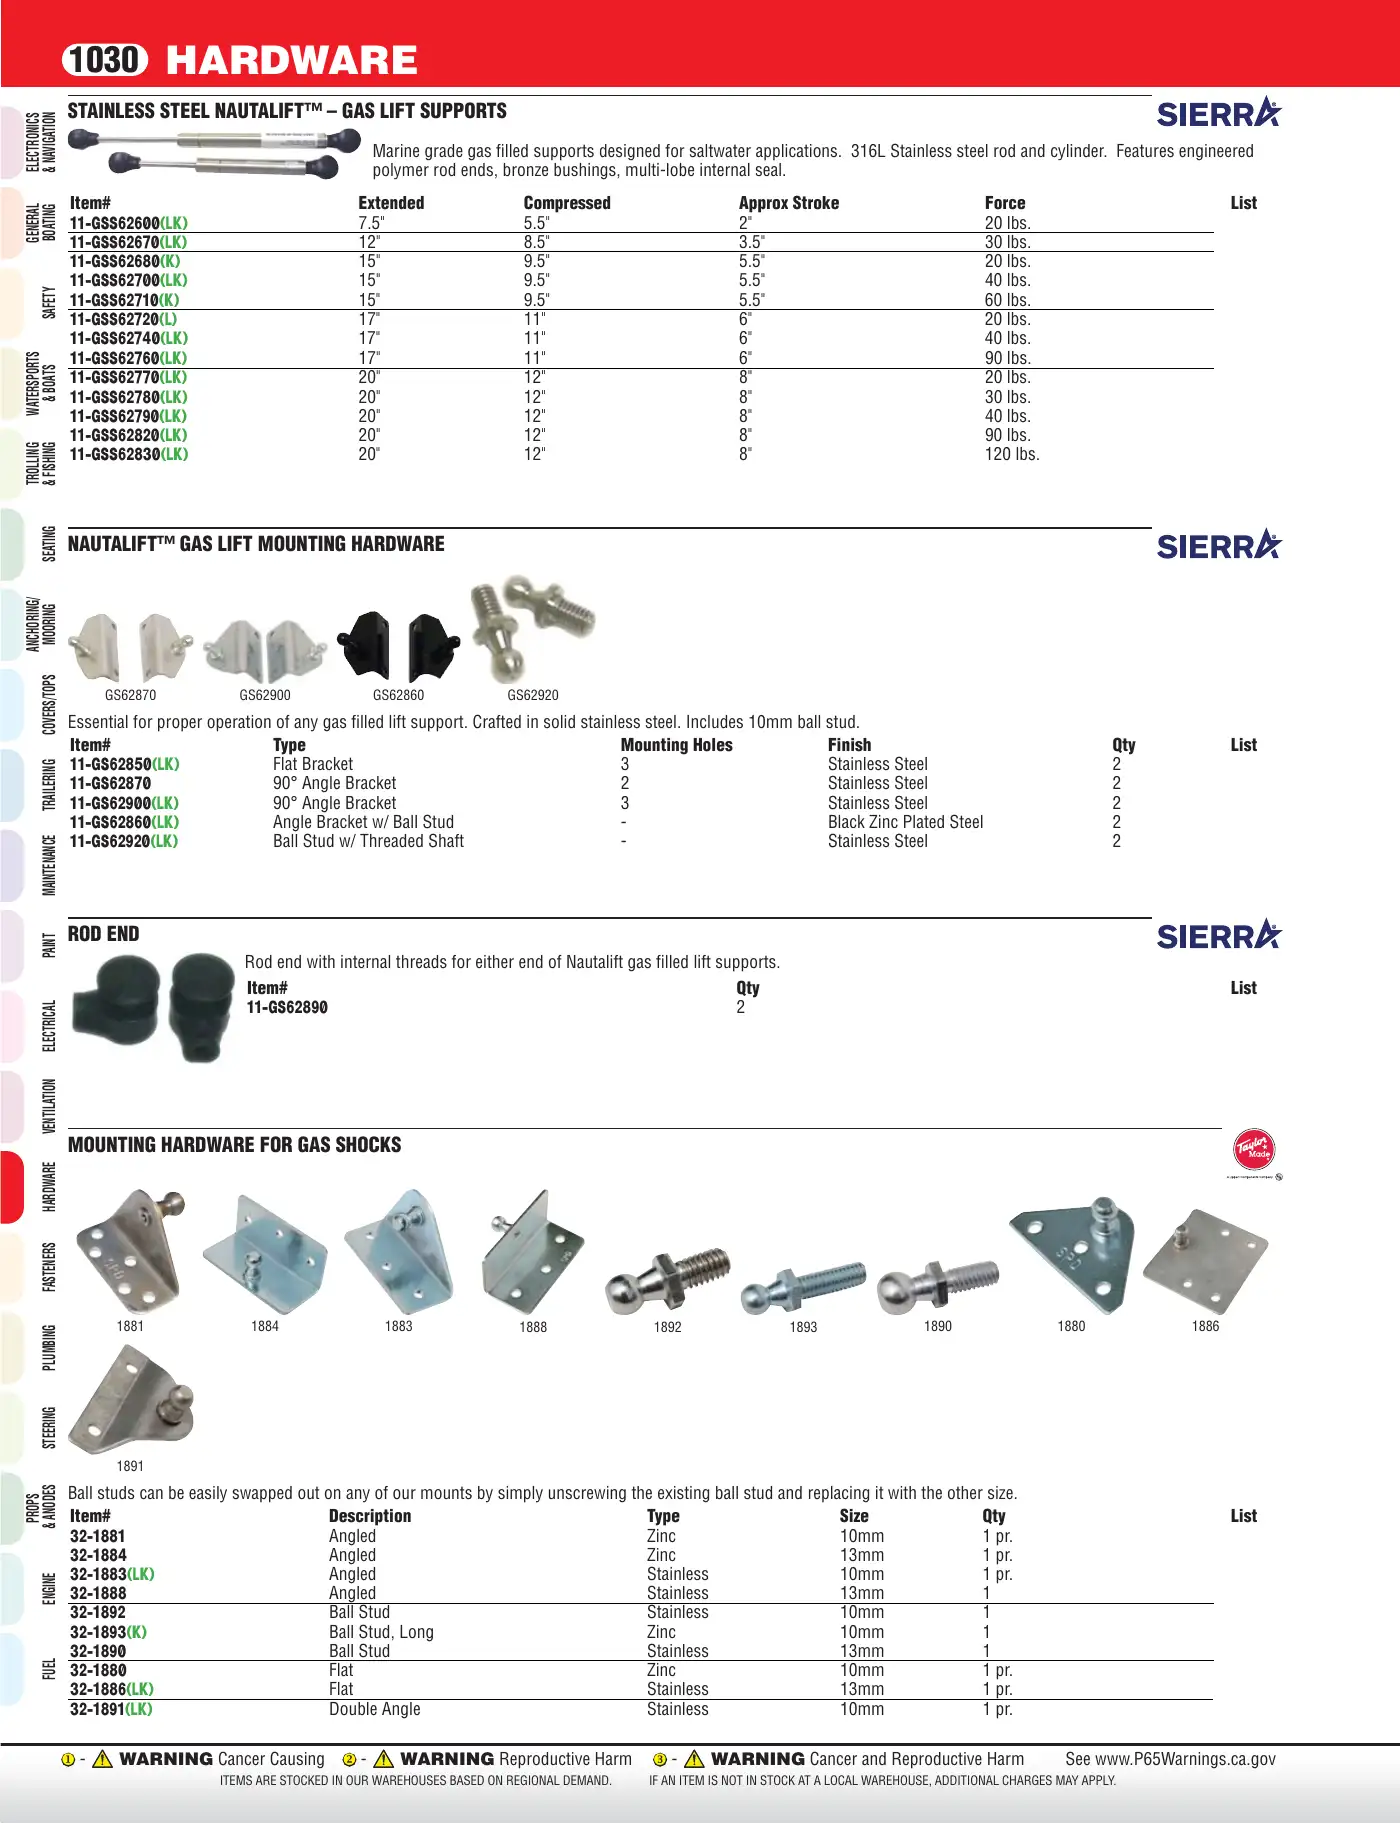 1030 HARDWARE
STAINLESS STEEL NAUTALIFT™ – GAS LIFT SUPPORTS
SIERRA
Marine grade gas filled supports designed for saltwater applications. 316L Stainless steel rod and cylinder. Features engineered
polymer rod ends, bronze bushings, multi-lobe internal seal.
Item# Extended Compressed Approx Stroke Force List
11-GSS62600(LK) 7.5" 5.5" 2" 20 lbs.
11-GSS62670(LK) 12" 8.5" 3.5" 30 lbs.
11-GSS62680(K) 15" 9.5" 5.5" 20 lbs.
11-GSS62700(LK) 15" 9.5" 5.5" 40 lbs.
11-GSS62710(K) 15" 9.5" 5.5" 60 lbs.
11-GSS62720(L) 17" 11" 6" 20 lbs.
11-GSS62740(LK) 17" 11" 6" 40 lbs.
11-GSS62760(LK) 17" 11" 6" 90 lbs.
11-GSS62770(LK) 20" 12" 8" 20 lbs.
11-GSS62780(LK) 20" 12" 8" 30 lbs.
11-GSS62790(LK) 20" 12" 8" 40 lbs.
11-GSS62820(LK) 20" 12" 8" 90 lbs.
11-GSS62830(LK) 20" 12" 8" 120 lbs.
NAUTALIFT™ GAS LIFT MOUNTING HARDWARE
SIERRA
GS62870 GS62900 GS62860 GS62920
Essential for proper operation of any gas filled lift support. Crafted in solid stainless steel. Includes 10mm ball stud.
Item# Type Mounting Holes Finish Qty List
11-GS62850(LK) Flat Bracket 3 Stainless Steel 2
11-GS62870 90° Angle Bracket 2 Stainless Steel 2
11-GS62900(LK) 90° Angle Bracket 3 Stainless Steel 2
11-GS62860(LK) Angle Bracket w/ Ball Stud - Black Zinc Plated Steel 2
11-GS62920(LK) Ball Stud w/ Threaded Shaft - Stainless Steel 2
ROD END
SIERRA
Rod end with internal threads for either end of Nautalift gas filled lift supports.
Item# Qty List
11-GS62890 2
MOUNTING HARDWARE FOR GAS SHOCKS
Taylor Made
1881 1884 1883 1888 1892 1893 1890 1880 1886
1891
Ball studs can be easily swapped out on any of our mounts by simply unscrewing the existing ball stud and replacing it with the other size.
Item# Description Type Size Qty List
32-1881 Angled Zinc 10mm 1 pr.
32-1884 Angled Zinc 13mm 1 pr.
32-1883(LK) Angled Stainless 10mm 1 pr.
32-1888 Angled Stainless 13mm 1
32-1892 Ball Stud Stainless 10mm 1
32-1893(K) Ball Stud, Long Zinc 10mm 1
32-1890 Ball Stud Stainless 13mm 1
32-1880 Flat Zinc 10mm 1 pr.
32-1886(LK) Flat Stainless 13mm 1 pr.
32-1891(LK) Double Angle Stainless 10mm 1 pr.
ELECTRONICS
& NAVIGATION
GENERAL
BOATING
SAFETY
WATERSPORTS
& BOATS
TROLLING
& FISHING
SEATING
ANCHORING/
MOORING
COVERS/TOPS
TRAILERING
MAINTENANCE
PAINT
ELECTRICAL
VENTILATION
HARDWARE
FASTENERS
PLUMBING
STEERING
PROPS
& ANODES
ENGINE
FUEL
1 - WARNING Cancer Causing 2 - WARNING Reproductive Harm 3 - WARNING Cancer and Reproductive Harm See www.P65Warnings.ca.gov
ITEMS ARE STOCKED IN OUR WAREHOUSES BASED ON REGIONAL DEMAND. IF AN ITEM IS NOT IN STOCK AT A LOCAL WAREHOUSE, ADDITIONAL CHARGES MAY APPLY.